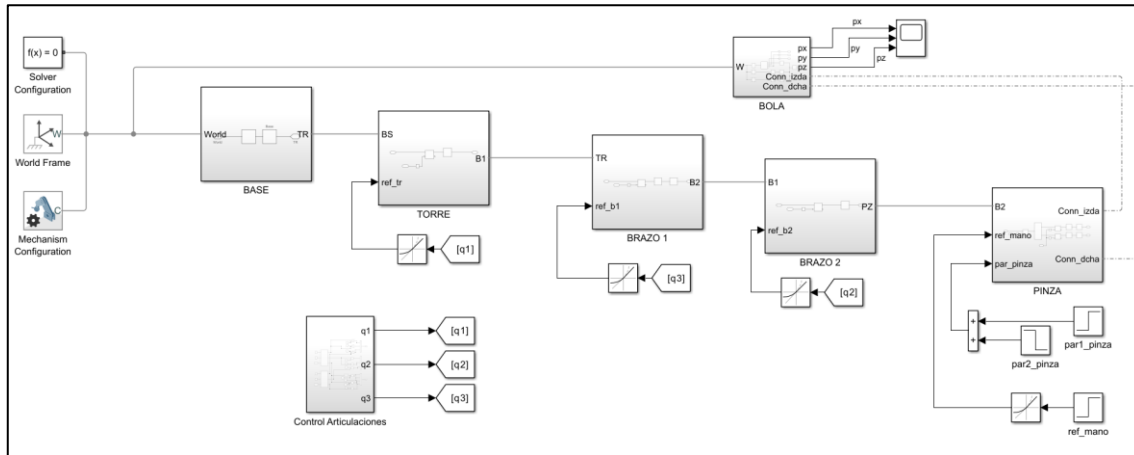 f(x) = 0
Solver
Configuration
W
World Frame
C
Mechanism
Configuration
World
TR
BASE
BS
B1
ref_tr
TORRE
[q1]
TR
B2
ref_b1
BRAZO 1
[q3]
B1
PZ
ref_b2
BRAZO 2
[q2]
W
px
py
pz
Conn_izda
Conn_dcha
BOLA
px
py
pz
B2
Conn_izda
ref_mano
par_pinza
Conn_dcha
PINZA
+
+
par1_pinza
par2_pinza
ref_mano
q1
[q1]
q2
[q2]
q3
[q3]
Control Articulaciones